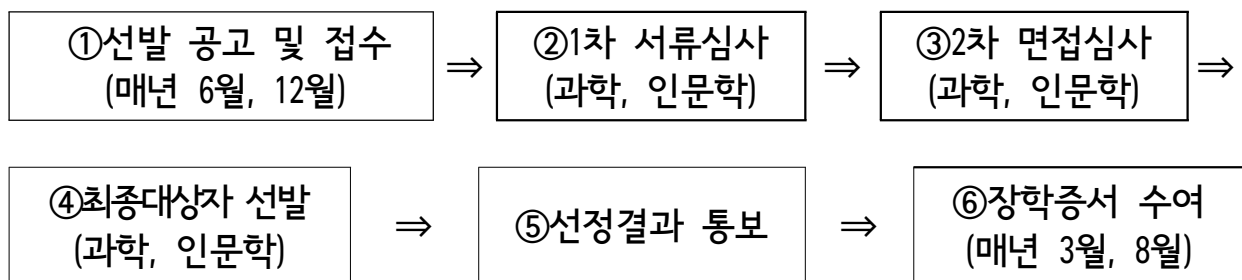 ①선발 공고 및 접수
(매년 6월, 12월)
⇒
②1차 서류심사
(과학, 인문학)
⇒
③2차 면접심사
(과학, 인문학)
⇒
④최종대상자 선발
(과학, 인문학)
⇒
⑤선정결과 통보
⇒
⑥장학증서 수여
(매년 3월, 8월)